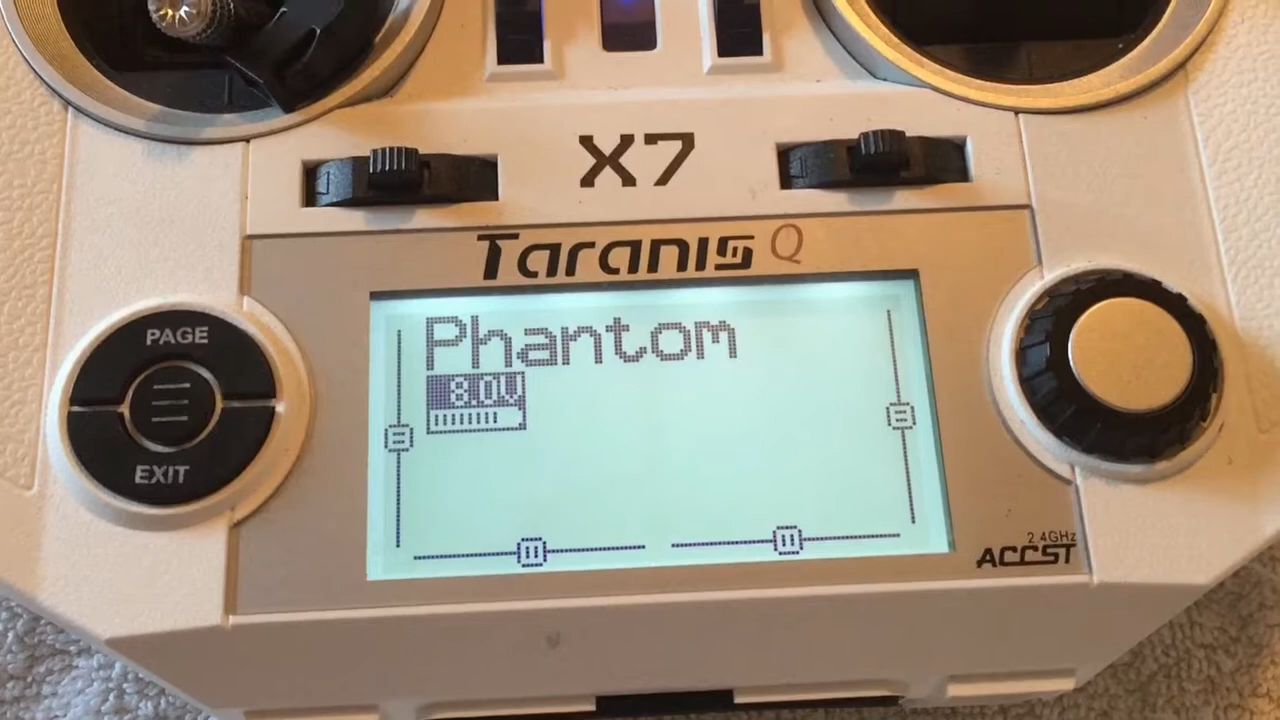 X7
Taranis Q
PAGE
EXIT
Phantom
8.0V
2.4GHz
ACCST